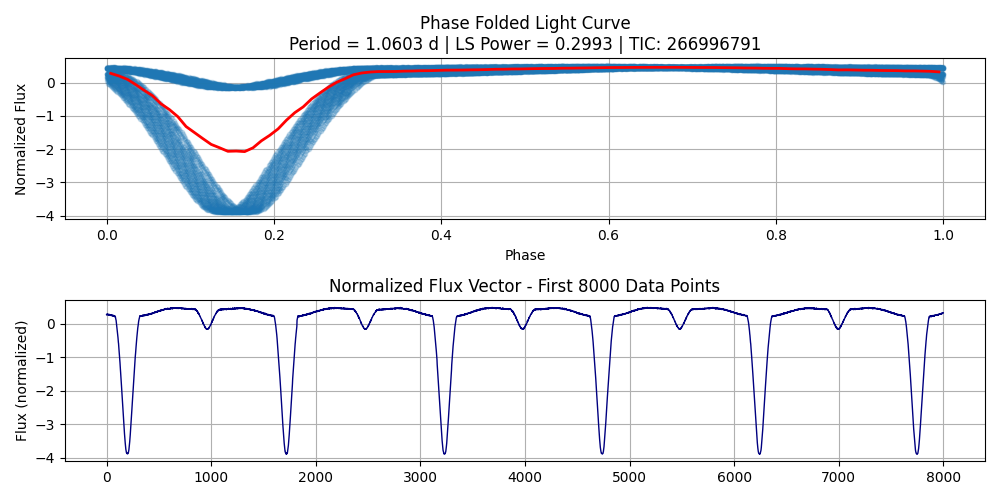 Phase Folded Light Curve
Period = 1.0603 d | LS Power = 0.2993 | TIC: 266996791
Normalized Flux
0
−1
−2
−3
−4
0.0 0.2 0.4 0.6 0.8 1.0
Phase
Normalized Flux Vector - First 8000 Data Points
Flux (normalized)
0
−1
−2
−3
−4
0 1000 2000 3000 4000 5000 6000 7000 8000